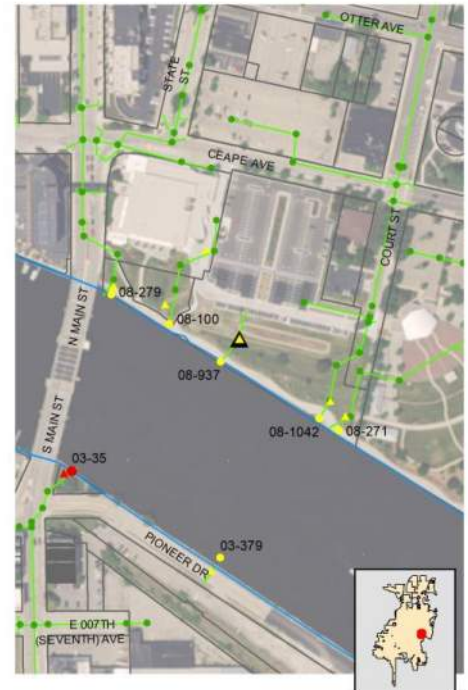 OTTER AVE
STATE
ST
CEAPE AVE
COURT ST
N MAIN ST
08-279
08-100
08-937
S MAIN ST
08-1042
08-271
03-35
03-379
PIONEER DR
E 007TH
(SEVENTH) AVE